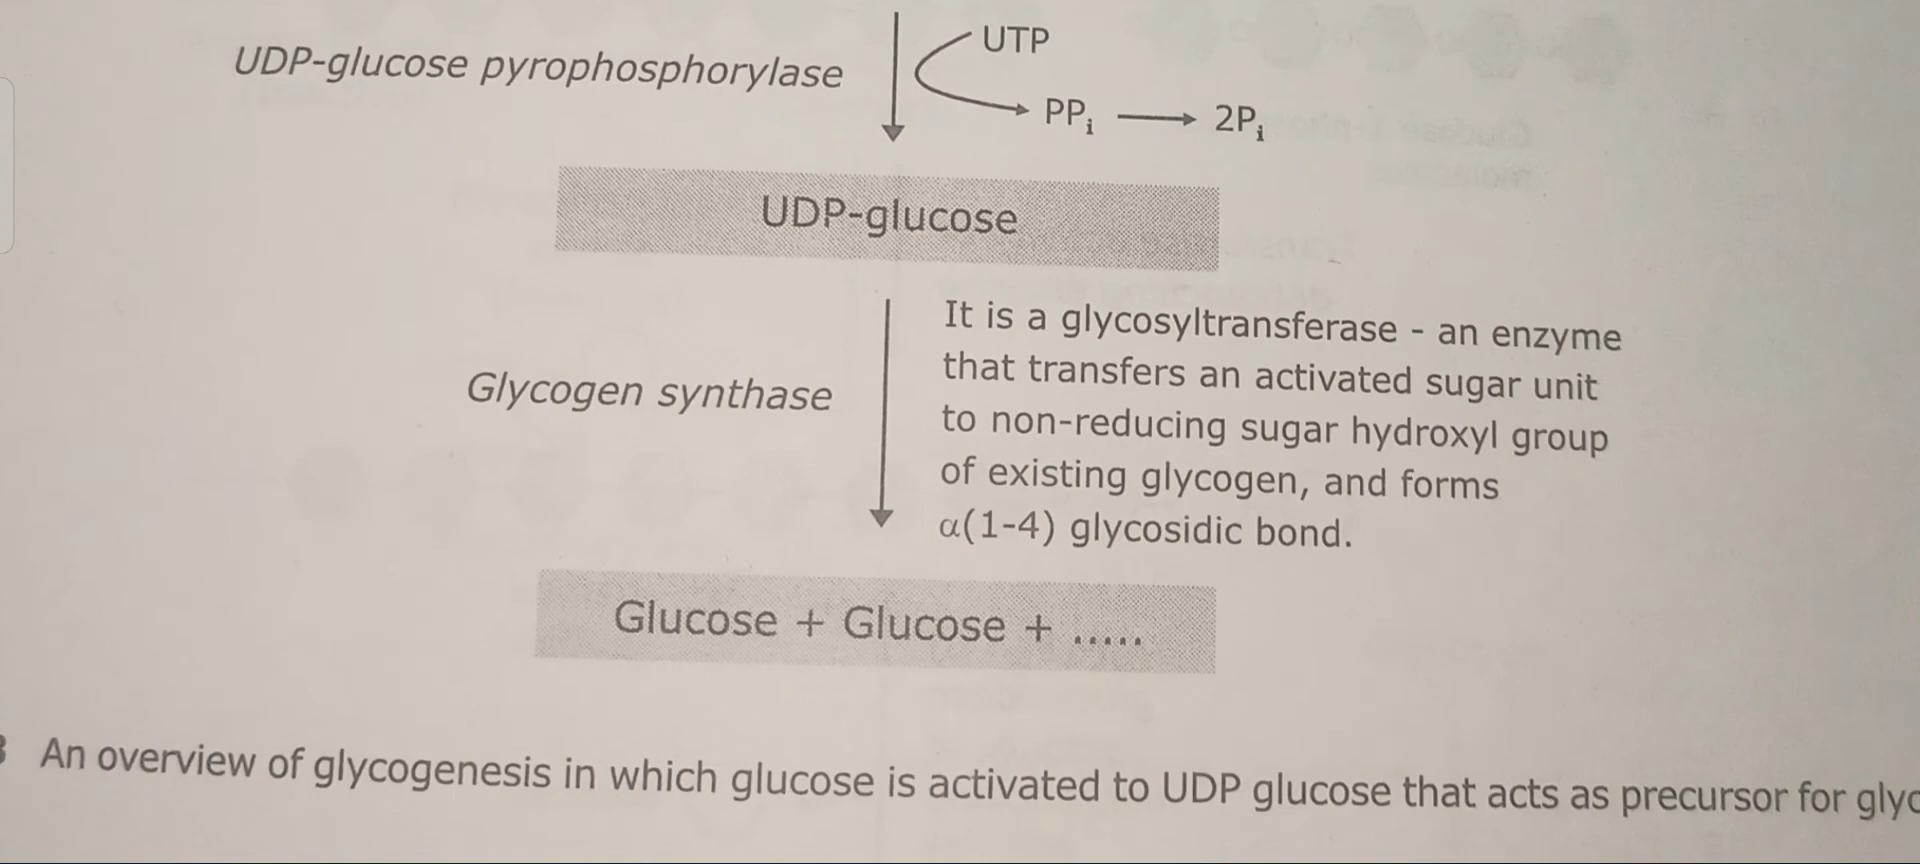 UTP
UDP-glucose pyrophosphorylase
PPi 2Pi
UDP-glucose
It is a glycosyltransferase - an enzyme
that transfers an activated sugar unit
Glycogen synthase
to non-reducing sugar hydroxyl group
of existing glycogen, and forms
α(1-4) glycosidic bond.
Glucose + Glucose + .....
An overview of glycogenesis in which glucose is activated to UDP glucose that acts as precursor for